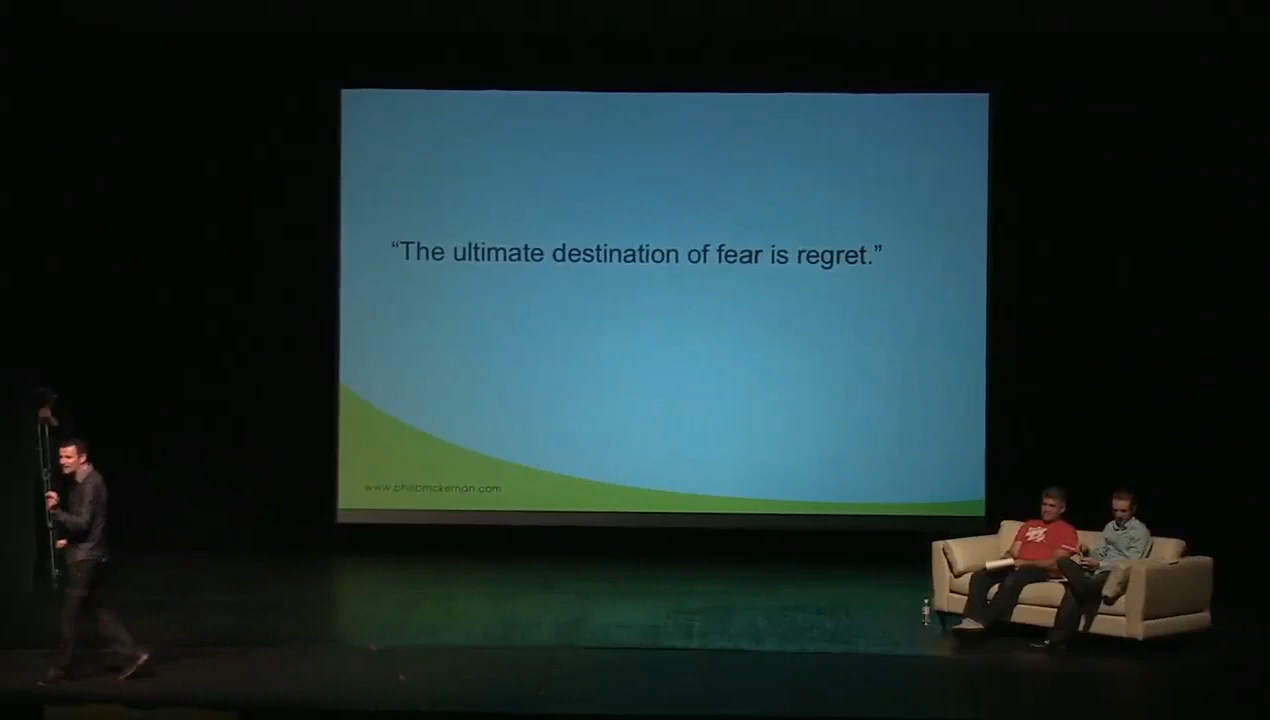 “The ultimate destination of fear is regret.”
www.philipmckernan.com